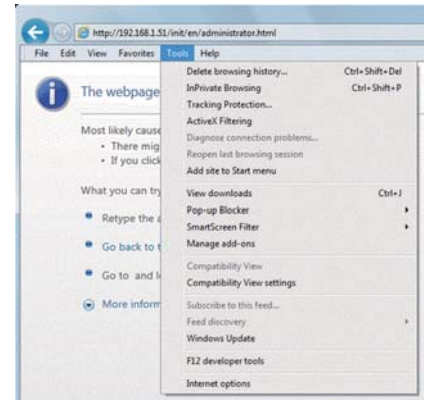 http://192.168.1.51/init/en/administrator.html
File Edit View Favorites Tools Help
The webpage
Most likely cause
• There mig
• If you click
What you can try
Retype the a
Go back to t
Go to and l
More inform
Delete browsing history... Ctrl+Shift+Del
InPrivate Browsing Ctrl+Shift+P
Tracking Protection...
ActiveX Filtering
Diagnose connection problems...
Reopen last browsing session
Add site to Start menu
View downloads Ctrl+J
Pop-up Blocker
SmartScreen Filter
Manage add-ons
Compatibility View
Compatibility View settings
Subscribe to this feed...
Feed discovery
Windows Update
F12 developer tools
Internet options